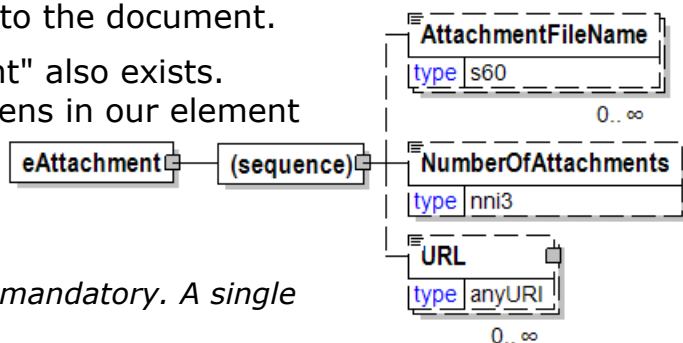 to the document.
AttachmentFileName
type s60
nt" also exists.
ens in our element
0.. ∞
eAttachment
(sequence)
NumberOfAttachments
type nni3
URL
type anyURI
mandatory. A single
0.. ∞